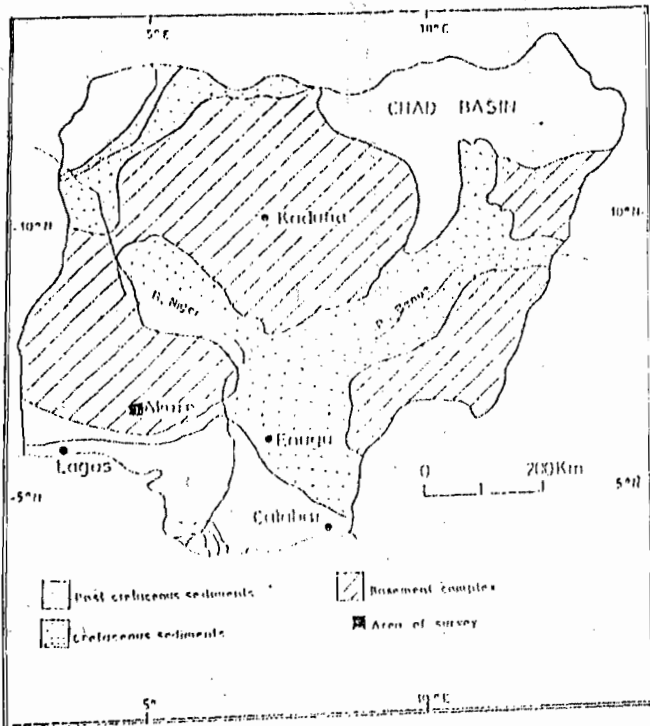 5°E 10°E
CHAD BASIN
10°N 10°N
Kaduna
R. Niger
R. Benue
Akure
Enugu
Lagos
0 200Km
5°N 5°N
Calabar
Post cretaceous sediments
Basement complex
Cretaceous sediments
Area of survey
5° 10°E